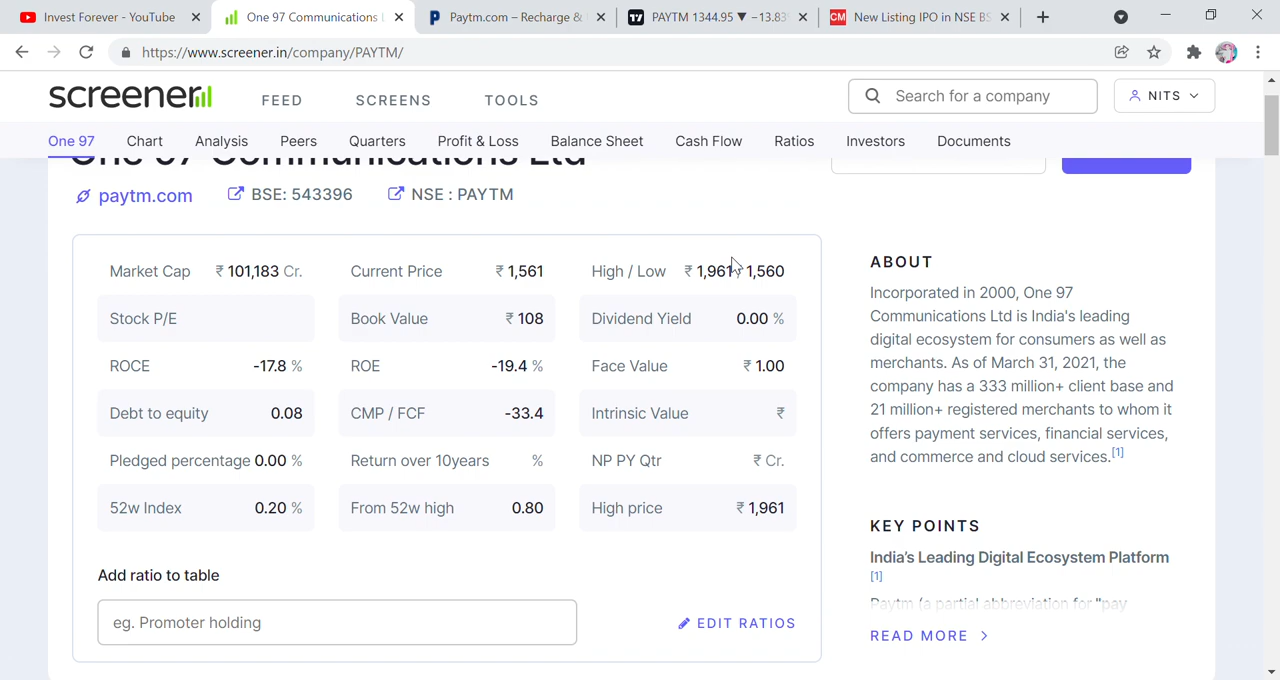 Invest Forever - YouTube
One 97 Communications L
Paytm.com – Recharge &
PAYTM 1344.95 ▼ −13.83
CM New Listing IPO in NSE BS
https://www.screener.in/company/PAYTM/
screener
FEED
SCREENS
TOOLS
Search for a company
NITS
One 97
Chart
Analysis
Peers
Quarters
Profit & Loss
Balance Sheet
Cash Flow
Ratios
Investors
Documents
One 97 Communications Ltd
paytm.com
BSE: 543396
NSE : PAYTM
Market Cap ₹ 101,183 Cr.
Current Price ₹ 1,561
High / Low ₹ 1,961 / 1,560
Stock P/E
Book Value ₹ 108
Dividend Yield 0.00 %
ROCE -17.8 %
ROE -19.4 %
Face Value ₹ 1.00
Debt to equity 0.08
CMP / FCF -33.4
Intrinsic Value ₹
Pledged percentage 0.00 %
Return over 10years %
NP PY Qtr ₹ Cr.
52w Index 0.20 %
From 52w high 0.80
High price ₹ 1,961
Add ratio to table
eg. Promoter holding
EDIT RATIOS
ABOUT
Incorporated in 2000, One 97
Communications Ltd is India's leading
digital ecosystem for consumers as well as
merchants. As of March 31, 2021, the
company has a 333 million+ client base and
21 million+ registered merchants to whom it
offers payment services, financial services,
and commerce and cloud services.[1]
KEY POINTS
India's Leading Digital Ecosystem Platform
[1]
Paytm (a partial abbreviation for "pay
READ MORE